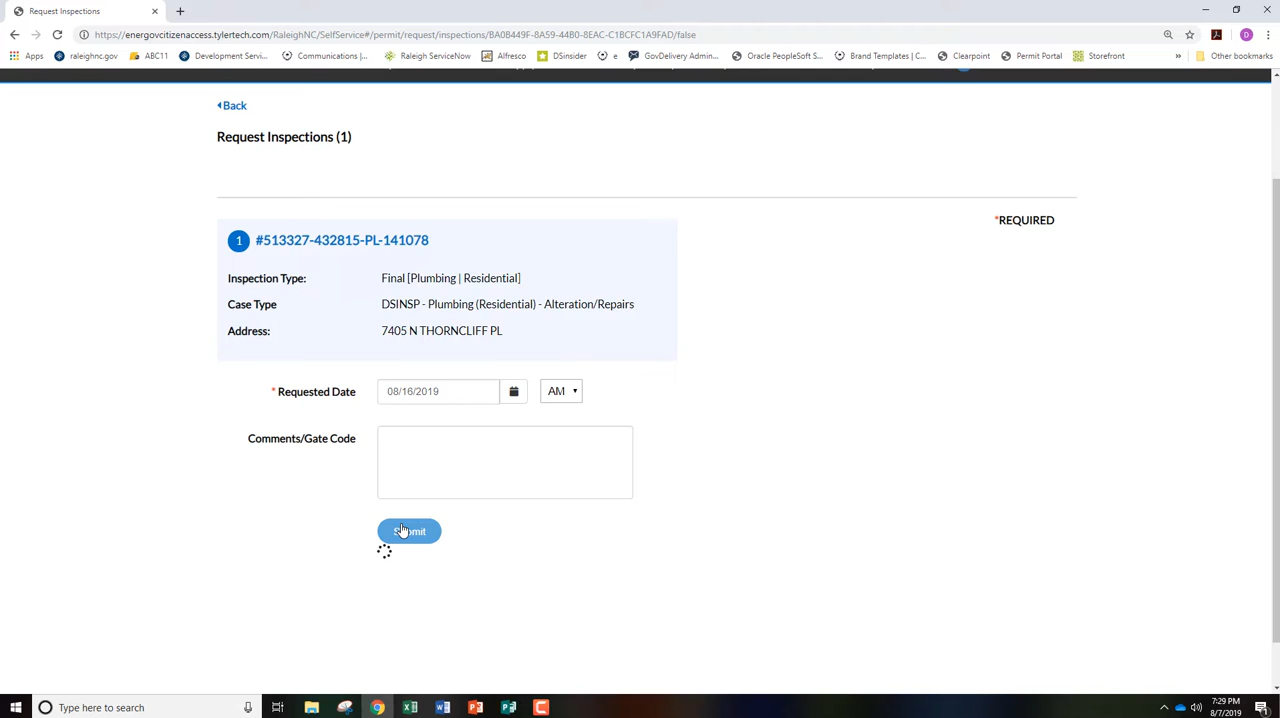 Request Inspections
https://energovcitizenaccess.tylertech.com/RaleighNC/SelfService#/permit/request/inspections/BA0B449F-8A59-44B0-8EAC-C1BCFC1A9FAD/false
Apps raleighnc.gov ABC11 Development Servi... Communications |... Raleigh ServiceNow Alfresco DSinsider e GovDelivery Admin... Oracle PeopleSoft S... Brand Templates | C... Clearpoint Permit Portal Storefront » Other bookmarks
Back
Request Inspections (1)
*REQUIRED
1 #513327-432815-PL-141078
Inspection Type: Final [Plumbing | Residential]
Case Type DSINSP - Plumbing (Residential) - Alteration/Repairs
Address: 7405 N THORNCLIFF PL
* Requested Date 08/16/2019 AM
Comments/Gate Code
Submit
Type here to search
7:29 PM
8/7/2019